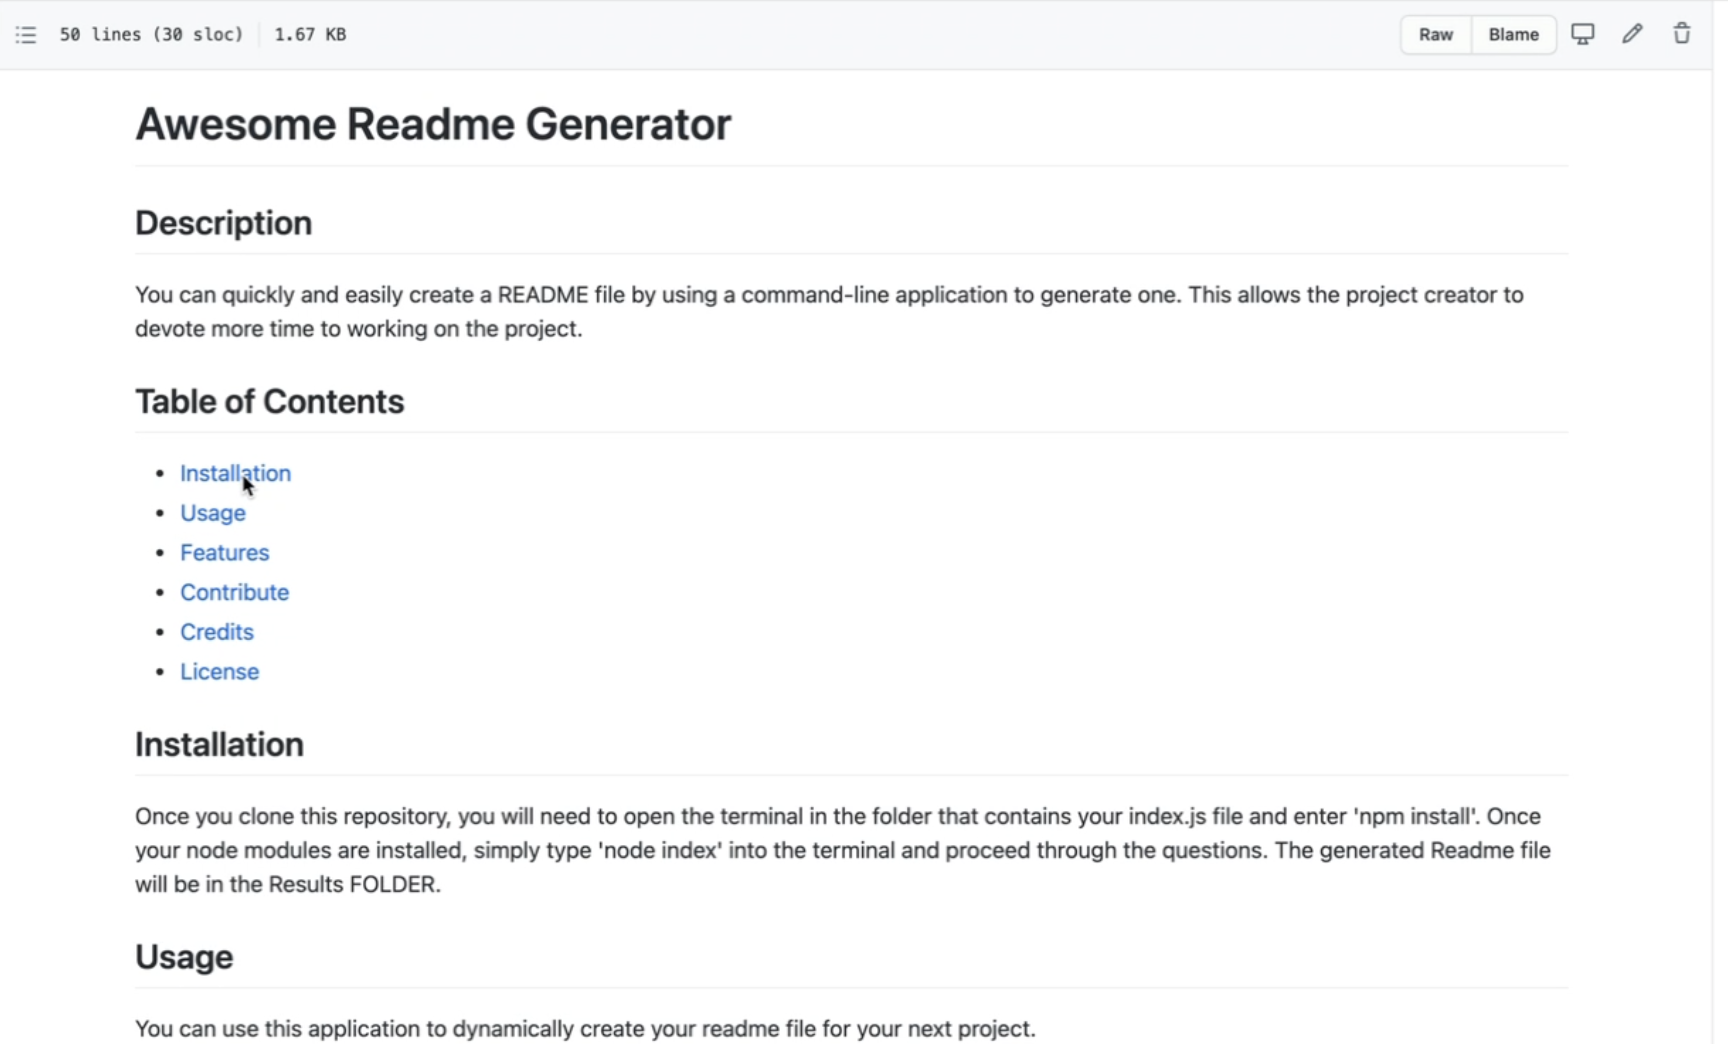 50 lines (30 sloc) 1.67 KB Raw Blame
Awesome Readme Generator
Description
You can quickly and easily create a README file by using a command-line application to generate one. This allows the project creator to
devote more time to working on the project.
Table of Contents
• Installation
• Usage
• Features
• Contribute
• Credits
• License
Installation
Once you clone this repository, you will need to open the terminal in the folder that contains your index.js file and enter 'npm install'. Once
your node modules are installed, simply type 'node index' into the terminal and proceed through the questions. The generated Readme file
will be in the Results FOLDER.
Usage
You can use this application to dynamically create your readme file for your next project.